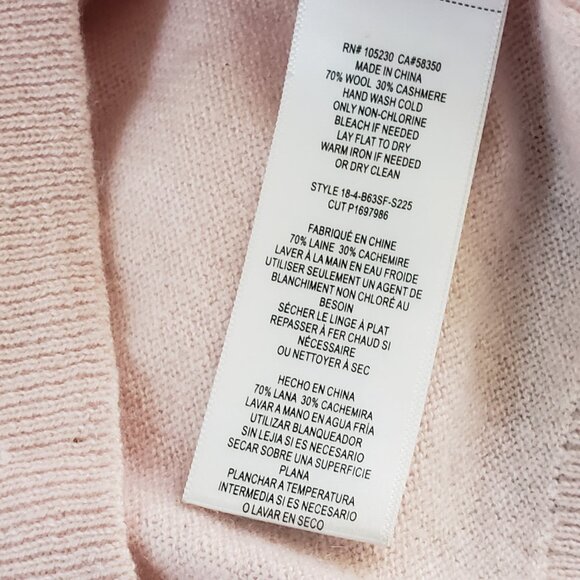 RN# 105230 CA#58350
MADE IN CHINA
70% WOOL 30% CASHMERE
HAND WASH COLD
ONLY NON-CHLORINE
BLEACH IF NEEDED
LAY FLAT TO DRY
WARM IRON IF NEEDED
OR DRY CLEAN
STYLE 18-4-B63SF-S225
CUT P1697986
FABRIQUÉ EN CHINE
70% LAINE 30% CACHEMIRE
LAVER À LA MAIN EN EAU FROIDE
UTILISER SEULEMENT UN AGENT DE
BLANCHIMENT NON CHLORÉ AU
BESOIN
SÉCHER LE LINGE À PLAT
REPASSER À FER CHAUD SI
NÉCESSAIRE
OU NETTOYER À SEC
HECHO EN CHINA
70% LANA 30% CACHEMIRA
LAVAR A MANO EN AGUA FRÍA
UTILIZAR BLANQUEADOR
SIN LEJIA SI ES NECESARIO
SECAR SOBRE UNA SUPERFICIE
PLANA
PLANCHAR A TEMPERATURA
INTERMEDIA SI ES NECESARIO
O LAVAR EN SECO